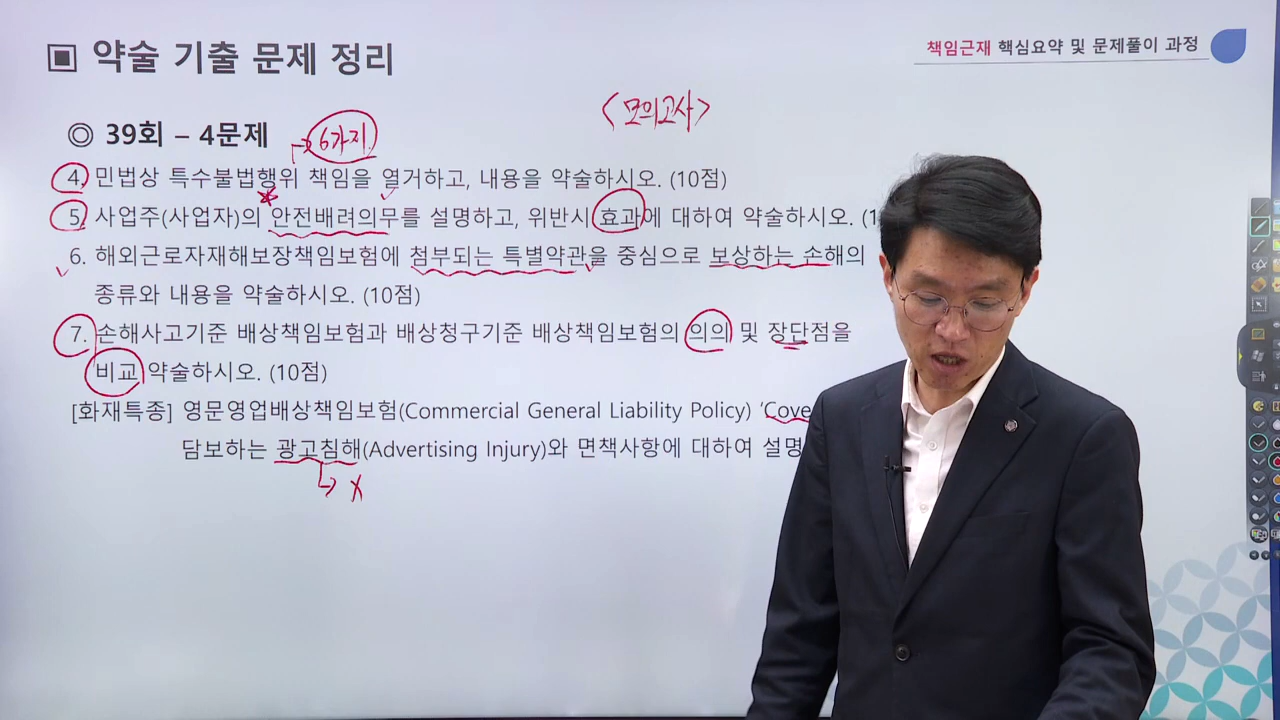 ▣ 약술 기출 문제 정리
책임근재 핵심요약 및 문제풀이 과정
<모의고사>
◎ 39회 – 4문제
6가지
4. 민법상 특수불법행위 책임을 열거하고, 내용을 약술하시오. (10점)
5. 사업주(사업자)의 안전배려의무를 설명하고, 위반시 효과에 대하여 약술하시오.
6. 해외근로자재해보장책임보험에 첨부되는 특별약관을 중심으로 보상하는 손해의
종류와 내용을 약술하시오. (10점)
7. 손해사고기준 배상책임보험과 배상청구기준 배상책임보험의 의의 및 장단점을
비교 약술하시오. (10점)
[화재특종] 영문영업배상책임보험(Commercial General Liability Policy) ‘Cove
담보하는 광고침해(Advertising Injury)와 면책사항에 대하여 설명
X